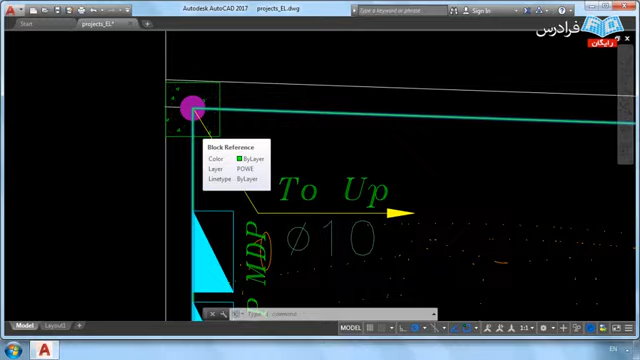 Autodesk AutoCAD 2017 projects_EL.dwg
Type a keyword or phrase
Sign In
فرادرس
رایگان
Start
projects_EL*
Block Reference
Color ByLayer
Layer POWE
Linetype ByLayer
To Up
Ø10
P MDP
P
Type a command
Model
Layout1
MODEL
1:1
EN